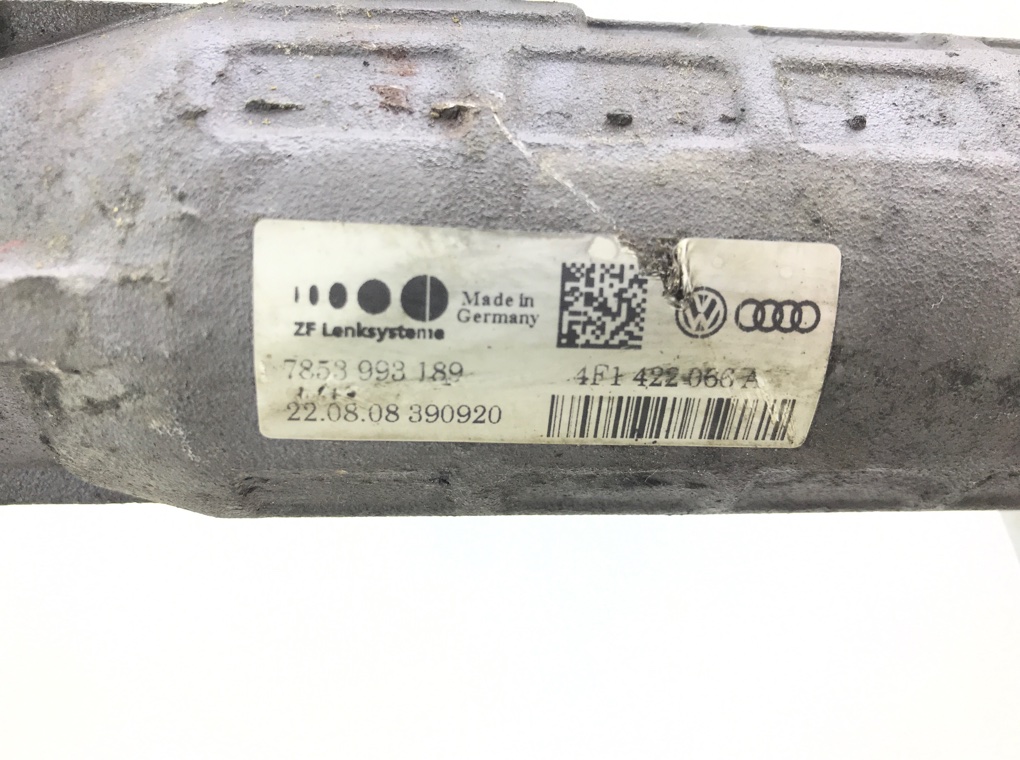 Made in
Germany
ZF Lenksysteme
7853 993 189
4F1 422 066 A
22.08.08 390920